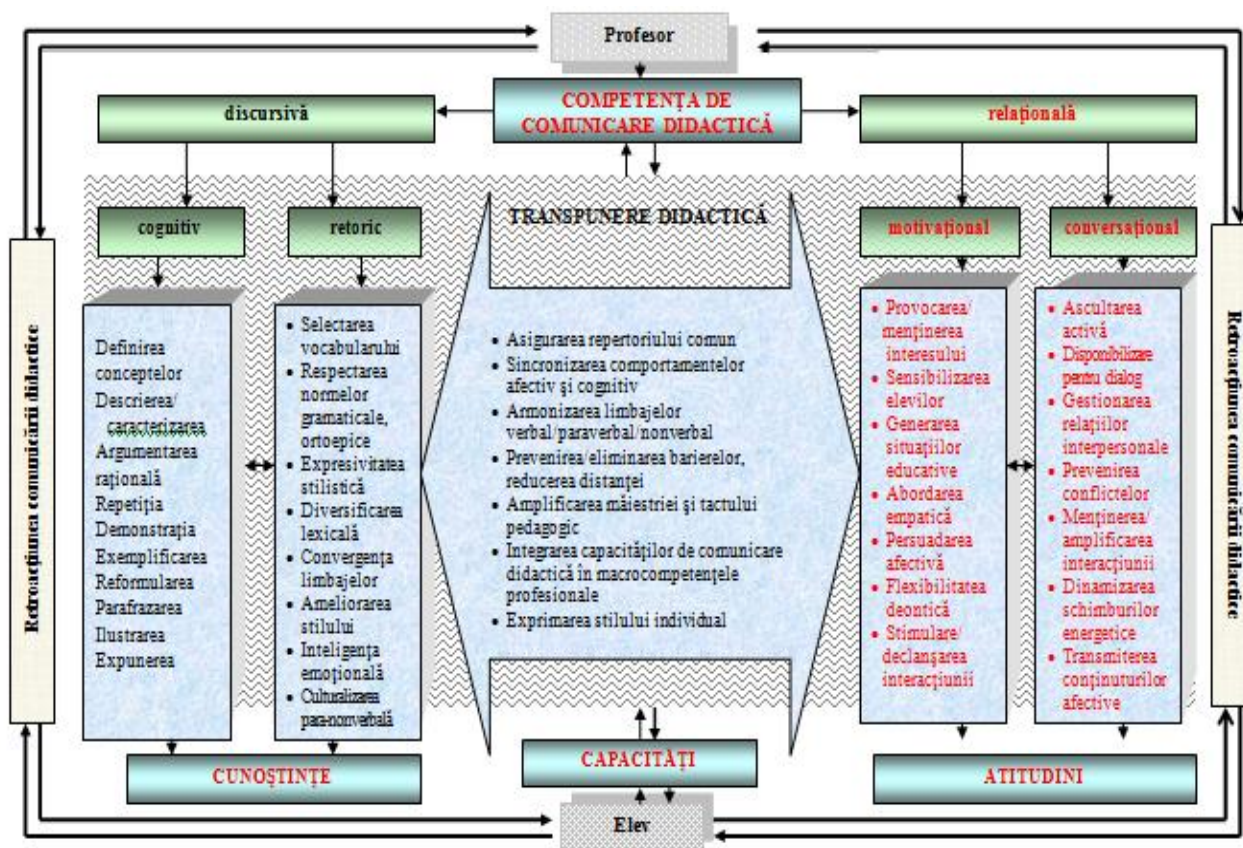 Profesor
COMPETENŢA DE
COMUNICARE DIDACTICĂ
discursivă
relaţională
cognitiv
retoric
TRANSPUNERE DIDACTICĂ
motivaţional
conversaţional
Retroacţiunea comunicării didactice
Definirea
conceptelor
Descrierea/
caracterizarea
Argumentarea
raţională
Repetiţia
Demonstraţia
Exemplificarea
Reformularea
Parafrazarea
Ilustrarea
Expunerea
• Selectarea
vocabularului
• Respectarea
normelor
gramaticale,
ortoepice
• Expresivitatea
stilistică
• Diversificarea
lexicală
• Convergenţa
limbajelor
• Ameliorarea
stilului
• Inteligenţa
emoţională
• Culturalizarea
para-nonverbală
• Asigurarea repertoriului comun
• Sincronizarea comportamentelor
afectiv şi cognitiv
• Armonizarea limbajelor
verbal/paraverbal/nonverbal
• Prevenirea/eliminarea barierelor,
reducerea distanţei
• Amplificarea măiestriei şi tactului
pedagogic
• Integrarea capacităţilor de comunicare
didactică în macrocompetenţele
profesionale
• Exprimarea stilului individual
• Provocarea/
menţinerea
interesului
• Sensibilizarea
elevilor
• Generarea
situaţiilor
educative
• Abordarea
empatică
• Persuadarea
afectivă
• Flexibilitatea
deontică
• Stimulare/
declanşarea
interacţiunii
• Ascultarea
activă
• Disponibilizare
pentru dialog
• Gestionarea
relaţiilor
interpersonale
• Prevenirea
conflictelor
• Menţinerea/
amplificarea
interacţiunii
• Dinamizarea
schimburilor
energetice
• Transmiterea
conţinuturilor
afective
Retroacţiunea comunicării didactice
CUNOŞTINŢE
CAPACITĂŢI
ATITUDINI
Elev